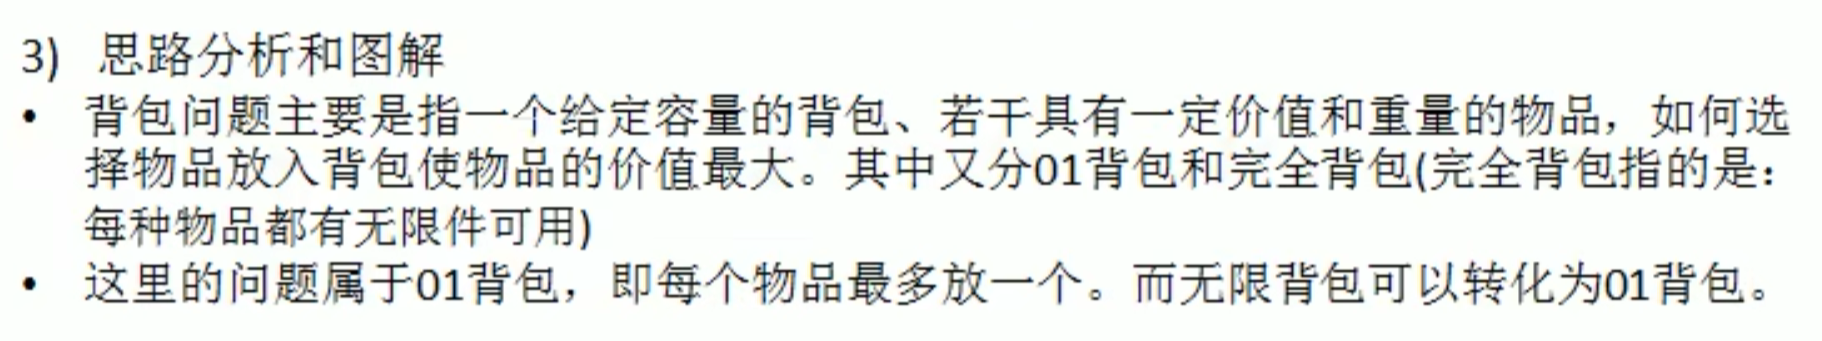 3) 思路分析和图解
• 背包问题主要是指一个给定容量的背包、若干具有一定价值和重量的物品，如何选
择物品放入背包使物品的价值最大。其中又分01背包和完全背包(完全背包指的是：
每种物品都有无限件可用)
• 这里的问题属于01背包，即每个物品最多放一个。而无限背包可以转化为01背包。